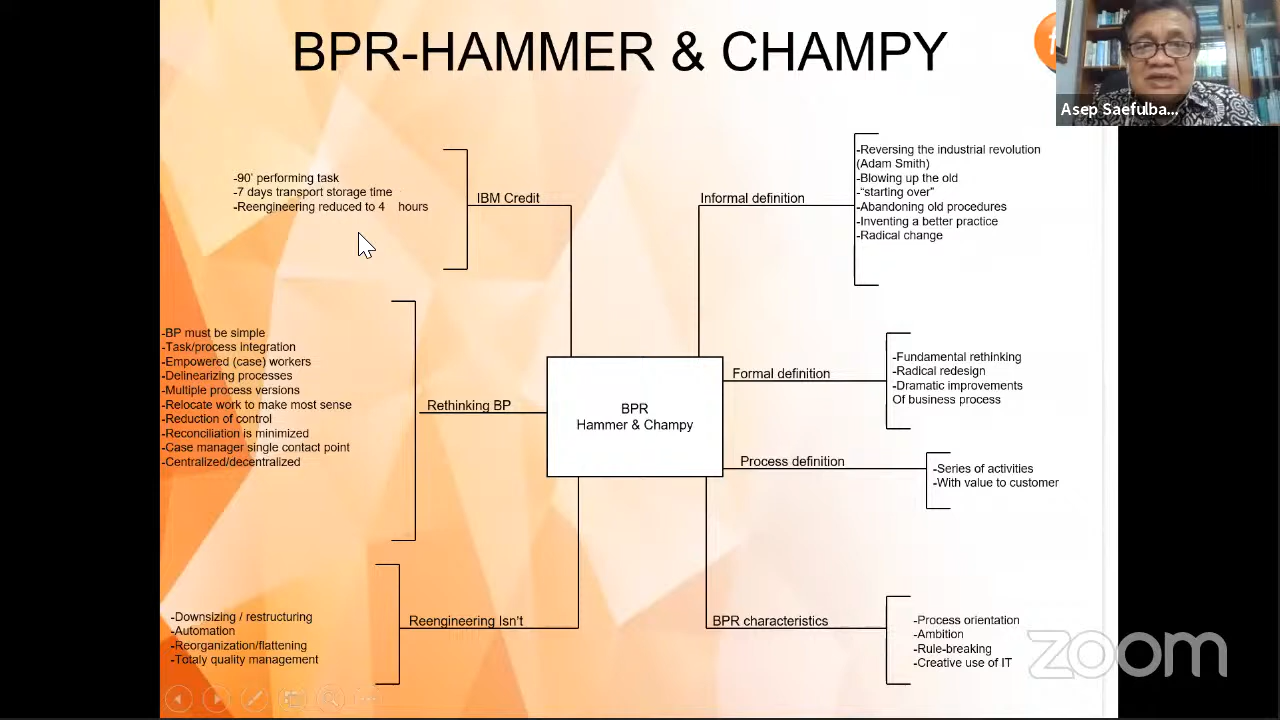 BPR-HAMMER & CHAMPY
Asep Saefulba...
-90' performing task
-7 days transport storage time
-Reengineering reduced to 4 hours
IBM Credit
Informal definition
-Reversing the industrial revolution
(Adam Smith)
-Blowing up the old
-“starting over”
-Abandoning old procedures
-Inventing a better practice
-Radical change
-BP must be simple
-Task/process integration
-Empowered (case) workers
-Delinearizing processes
-Multiple process versions
-Relocate work to make most sense
-Reduction of control
-Reconciliation is minimized
-Case manager single contact point
-Centralized/decentralized
Rethinking BP
BPR
Hammer & Champy
Formal definition
-Fundamental rethinking
-Radical redesign
-Dramatic improvements
Of business process
Process definition
-Series of activities
-With value to customer
-Downsizing / restructuring
-Automation
-Reorganization/flattening
-Totaly quality management
Reengineering Isn't
BPR characteristics
-Process orientation
-Ambition
-Rule-breaking
-Creative use of IT
zoom